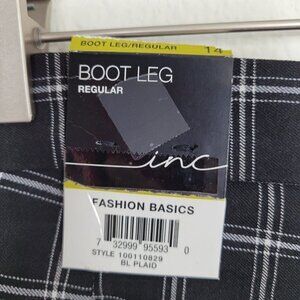 BOOT LEG/REGULAR 14
BOOT LEG
REGULAR
inc
FASHION BASICS
7 32999 95593 0
STYLE 100110829
BL PLAID